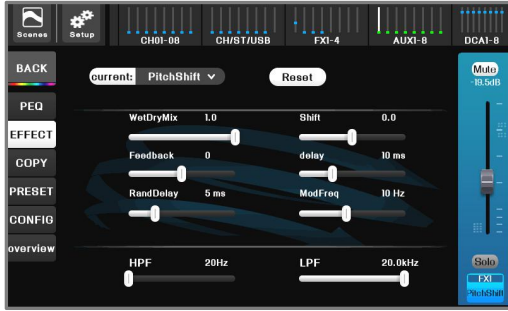 Scenes Setup CH01-08 CH/ST/USB FX1-4 AUX1-8 DCA1-8
BACK current: PitchShift Reset Mute
-19.5dB
PEQ WetDryMix 1.0 Shift 0.0
EFFECT Feedback 0 delay 10 ms
COPY
PRESET RandDelay 5 ms ModFreq 10 Hz
CONFIG
overview HPF 20Hz LPF 20.0kHz Solo
FX1
PitchShift